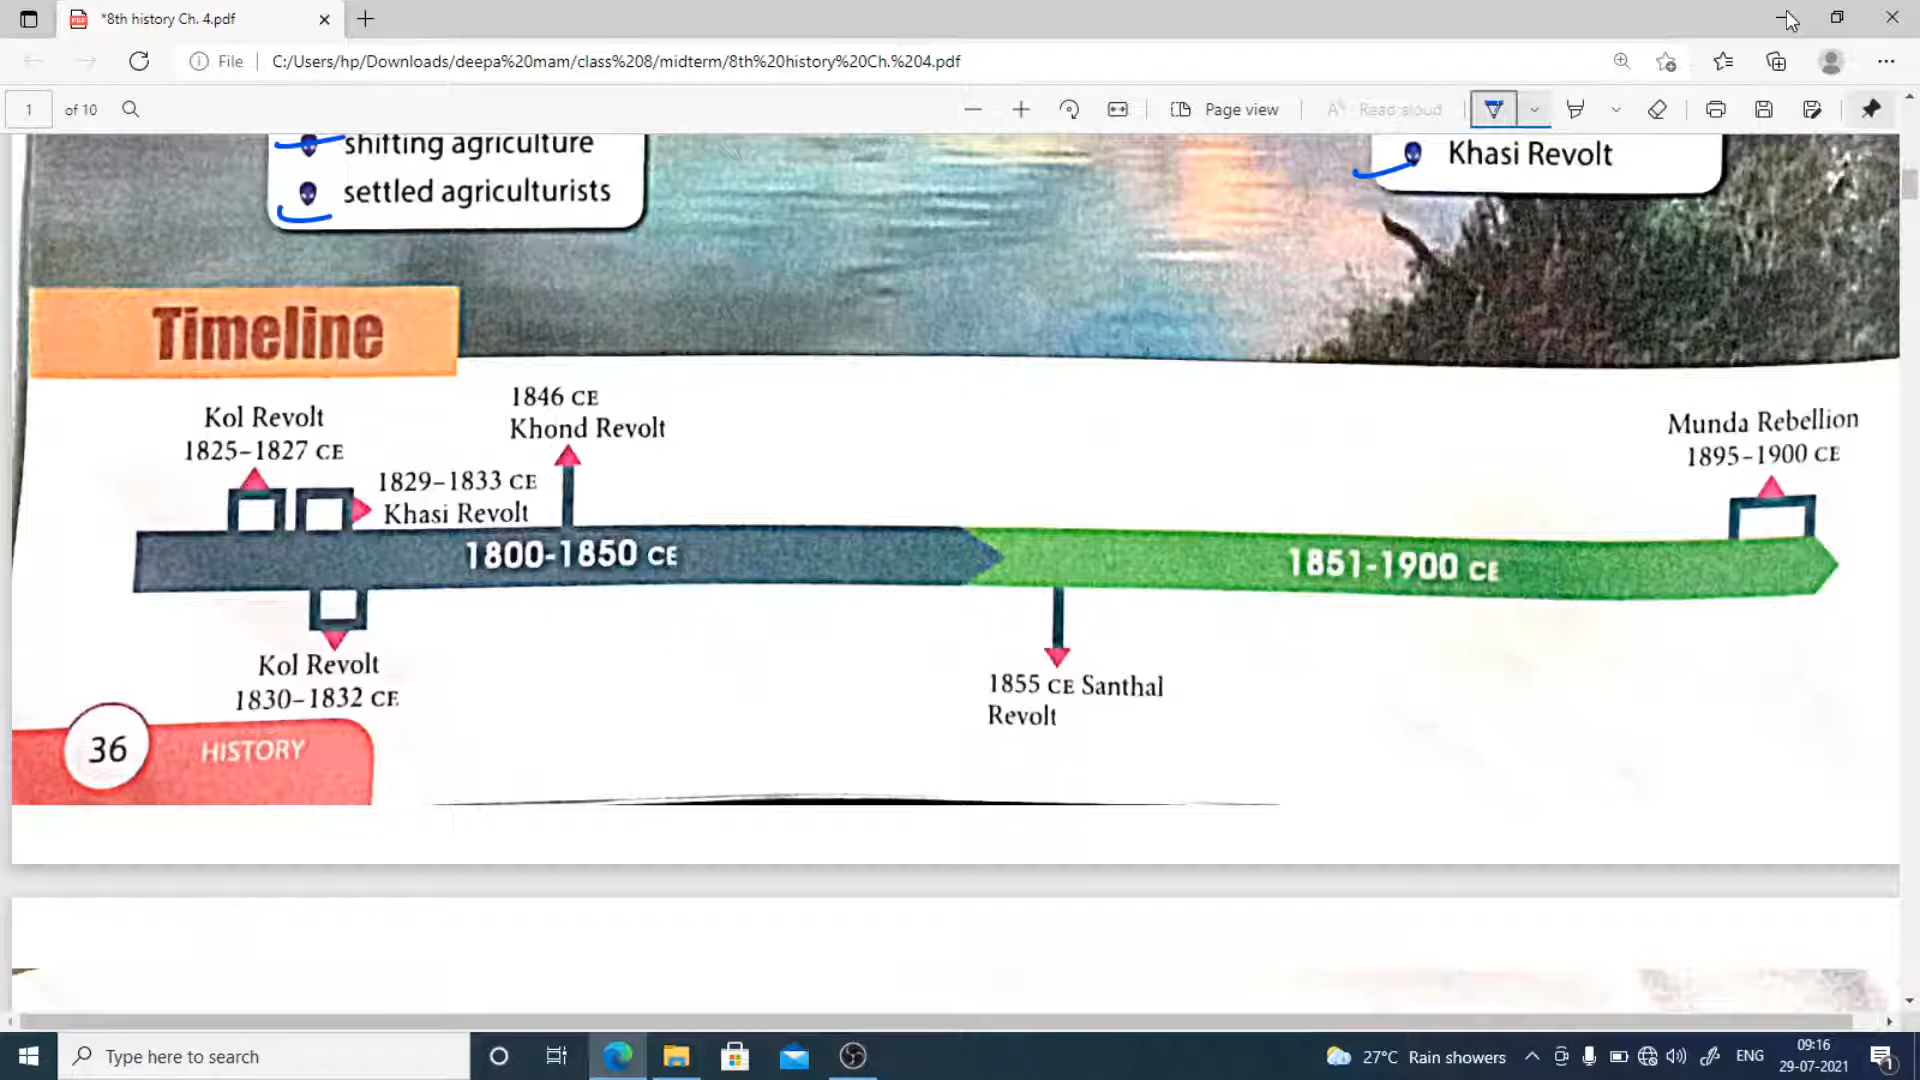 *8th history Ch. 4.pdf
File
C:/Users/hp/Downloads/deepa%20mam/class%208/midterm/8th%20history%20Ch.%204.pdf
1 of 10
Page view
Read aloud
shifting agriculture
settled agriculturists
Khasi Revolt
Timeline
Kol Revolt
1825–1827 CE
1829–1833 CE
Khasi Revolt
1846 CE
Khond Revolt
Munda Rebellion
1895–1900 CE
1800-1850 CE
1851-1900 CE
Kol Revolt
1830–1832 CE
1855 CE Santhal
Revolt
36 HISTORY
Type here to search
27°C Rain showers
ENG
09:16
29-07-2021
1